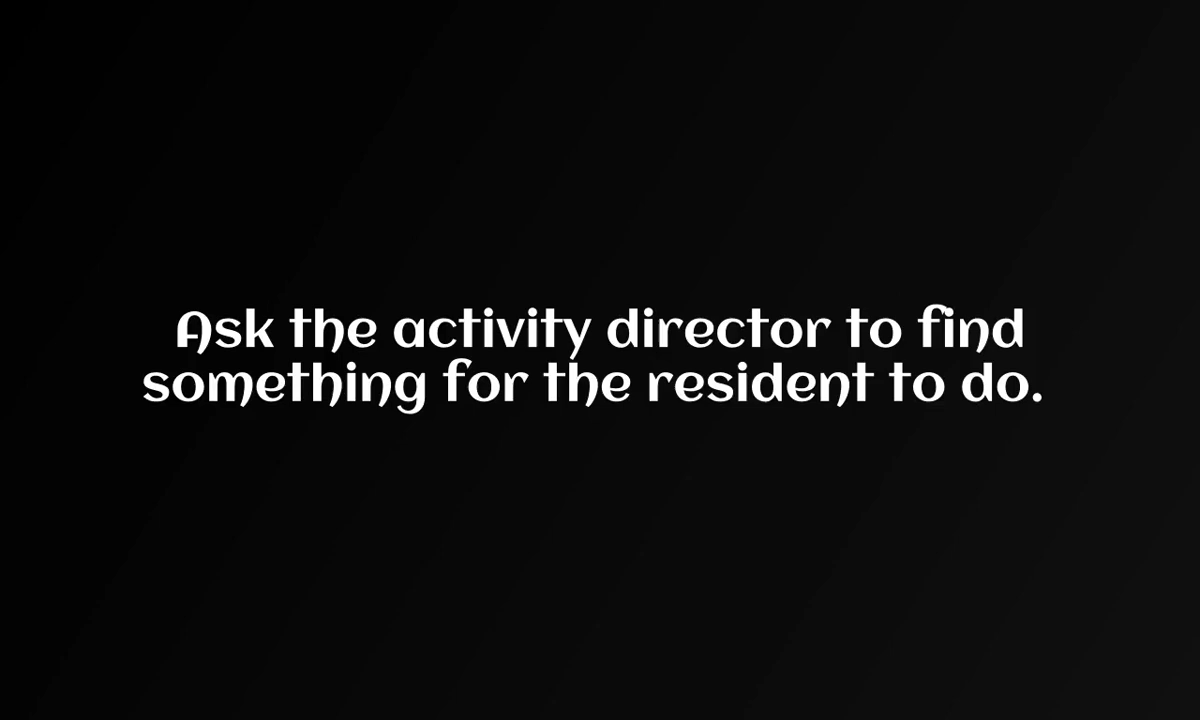 Ask the activity director to find
something for the resident to do.